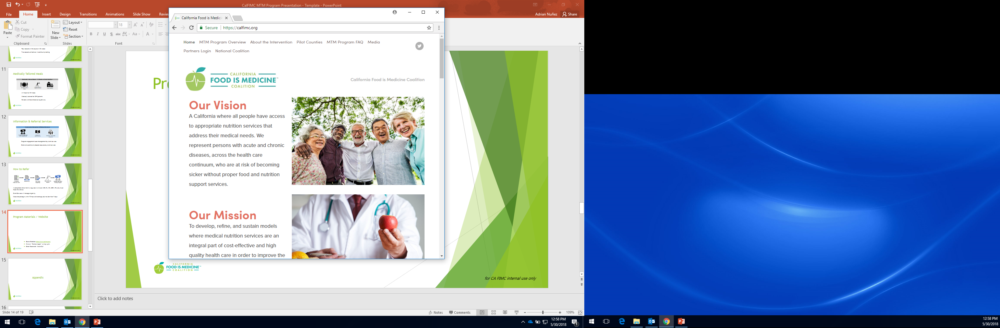 CalFIMC MTM Program Presentation - Template - PowerPoint
File Home Insert Design Transitions Animations Slide Show
Adrian Nuñez Share
Cut
Copy
Format Painter
Paste
Clipboard
New
Slide
Layout
Reset
Section
Slides
18
B I U S abc AV Aa A
Font
California Food is Medici
Secure https://calfimc.org
Home MTM Program Overview About the Intervention Pilot Counties MTM Program FAQ Media
Partners Login National Coalition
CALIFORNIA
FOOD IS MEDICINE™
COALITION
California Food is Medicine Coalition
Our Vision
A California where all people have access
to appropriate nutrition services that
address their medical needs. We
represent persons with acute and chronic
diseases, across the health care
continuum, who are at risk of becoming
sicker without proper food and nutrition
support services.
Our Mission
To develop, refine, and sustain models
where medical nutrition services are an
integral part of cost-effective and high
quality health care in order to improve the
11
Medically Tailored Meals
12
Information & Referral Services
13
How to Refer
14
Program Materials / Website
15
Appendix
16
CALIFORNIA
FOOD IS MEDICINE™
COALITION
for CA FIMC internal use only
Click to add notes
Slide 14 of 19
Notes Comments
109%
12:58 PM
5/30/2018
1
12:58 PM
5/30/2018